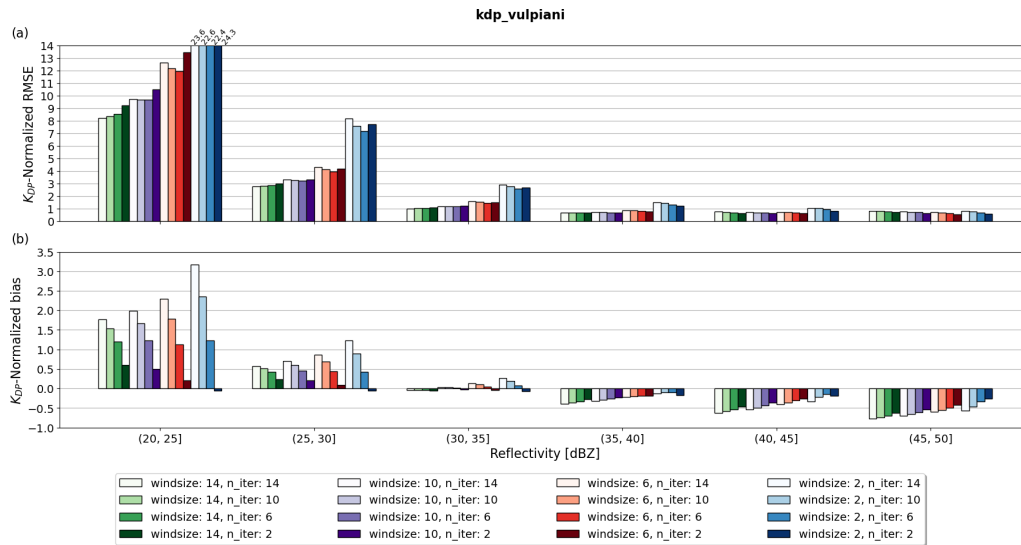 kdp_vulpiani
(a)
23.6 22.6 22.4 24.3
14
13
12
11
10
9
8
7
6
5
4
3
2
1
0
K_DP-Normalized RMSE
(b)
3.5
3.0
2.5
2.0
1.5
1.0
0.5
0.0
−0.5
−1.0
K_DP-Normalized bias
(20, 25] (25, 30] (30, 35] (35, 40] (40, 45] (45, 50]
Reflectivity [dBZ]
windsize: 14, n_iter: 14 windsize: 10, n_iter: 14 windsize: 6, n_iter: 14 windsize: 2, n_iter: 14
windsize: 14, n_iter: 10 windsize: 10, n_iter: 10 windsize: 6, n_iter: 10 windsize: 2, n_iter: 10
windsize: 14, n_iter: 6 windsize: 10, n_iter: 6 windsize: 6, n_iter: 6 windsize: 2, n_iter: 6
windsize: 14, n_iter: 2 windsize: 10, n_iter: 2 windsize: 6, n_iter: 2 windsize: 2, n_iter: 2